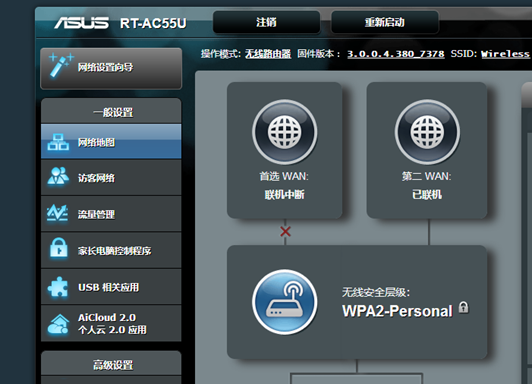 ASUS RT-AC55U 注销 重新启动
操作模式: 无线路由器 固件版本: 3.0.0.4.380_7378 SSID: Wireless
网络设置向导
一般设置
网络地图
访客网络
流量管理
家长电脑控制程序
USB 相关应用
AiCloud 2.0
个人云 2.0 应用
高级设置
首选 WAN:
联机中断
第二 WAN:
已联机
无线安全层级:
WPA2-Personal